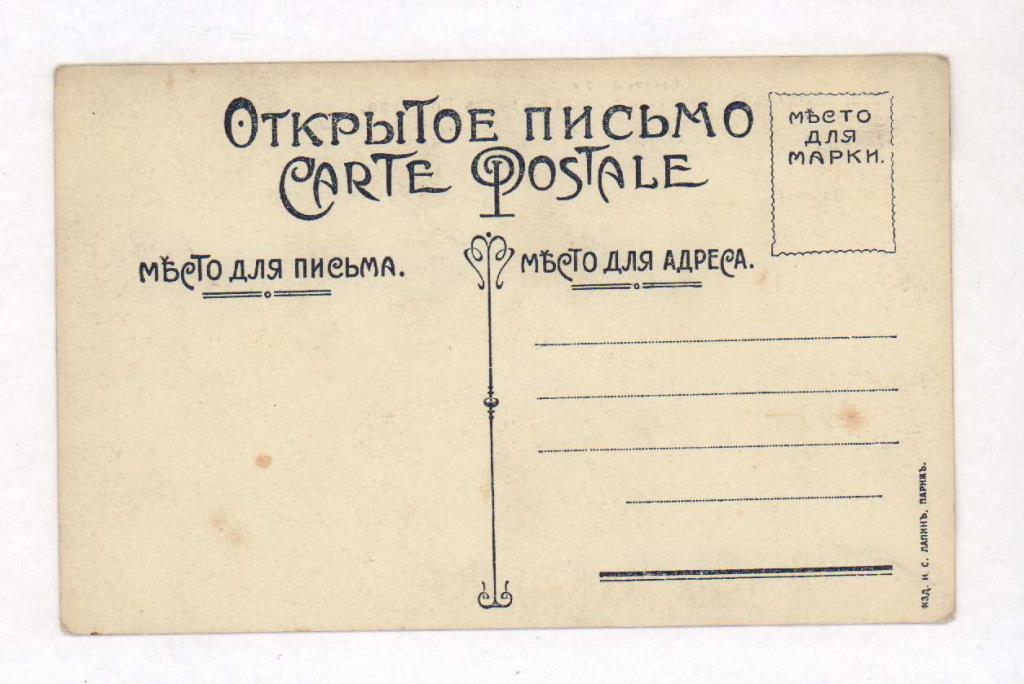 Открытое письмо
Carte Postale
Мѣсто
для
марки.
Мѣсто для письма.
Мѣсто для адреса.
Изд. И. С. Лапинъ, Парижъ.